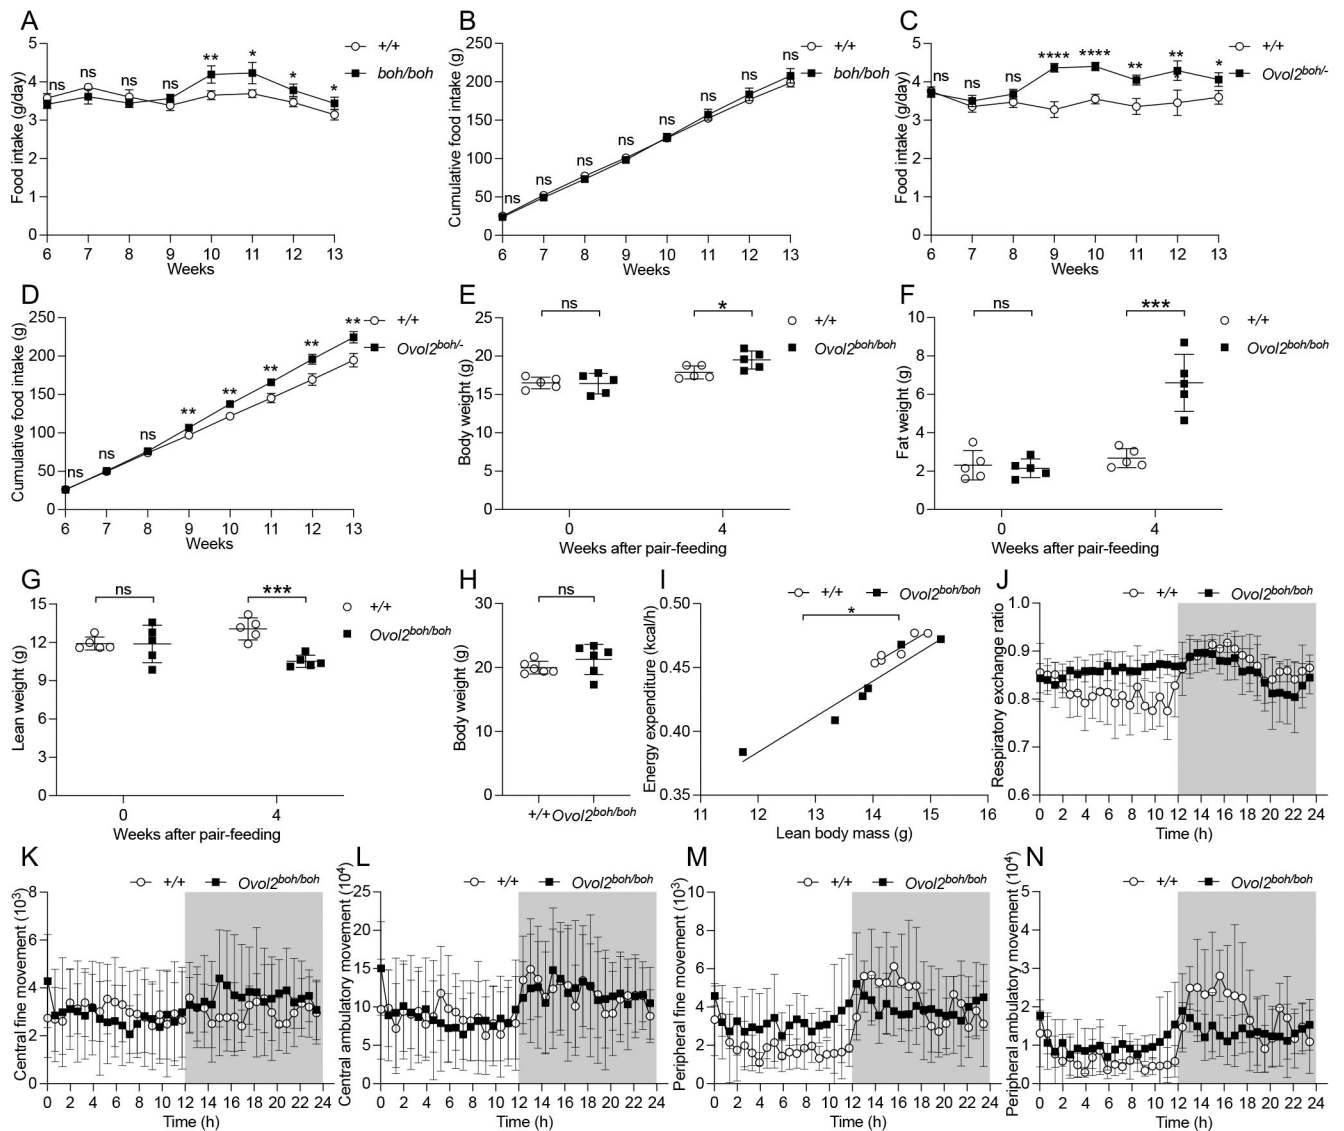 A
+/+
boh/boh
Food intake (g/day)
5
4
3
2
1
0
ns
ns
ns
ns
**
*
*
*
6 7 8 9 10 11 12 13
Weeks
B
+/+
boh/boh
Cumulative food intake (g)
250
200
150
100
50
0
ns
ns
ns
ns
ns
ns
ns
ns
6 7 8 9 10 11 12 13
Weeks
C
+/+
Ovol2boh/-
Food intake (g/day)
5
4
3
2
1
0
ns
ns
ns
****
****
**
**
*
6 7 8 9 10 11 12 13
Weeks
D
+/+
Ovol2boh/-
Cumulative food intake (g)
250
200
150
100
50
0
ns
ns
ns
**
**
**
**
**
6 7 8 9 10 11 12 13
Weeks
E
+/+
Ovol2boh/boh
Body weight (g)
25
20
15
10
5
0
ns
*
0 4
Weeks after pair-feeding
F
+/+
Ovol2boh/boh
Fat weight (g)
10
8
6
4
2
0
ns
***
0 4
Weeks after pair-feeding
G
+/+
Ovol2boh/boh
Lean weight (g)
15
12
9
6
3
0
ns
***
0 4
Weeks after pair-feeding
H
Body weight (g)
30
20
10
0
ns
+/+ Ovol2boh/boh
I
+/+ Ovol2boh/boh
Energy expenditure (kcal/h)
0.50
0.45
0.40
0.35
*
11 12 13 14 15 16
Lean body mass (g)
J
+/+ Ovol2boh/boh
Respiratory exchange ratio
1.0
0.9
0.8
0.7
0.6
0 2 4 6 8 10 12 14 16 18 20 22 24
Time (h)
K
+/+ Ovol2boh/boh
Central fine movement (10³)
8
6
4
2
0
0 2 4 6 8 10 12 14 16 18 20 22 24
Time (h)
L
+/+ Ovol2boh/boh
Central ambulatory movement (10⁴)
25
20
15
10
5
0
0 2 4 6 8 10 12 14 16 18 20 22 24
Time (h)
M
+/+ Ovol2boh/boh
Peripheral fine movement (10³)
10
8
6
4
2
0
0 2 4 6 8 10 12 14 16 18 20 22 24
Time (h)
N
+/+ Ovol2boh/boh
Peripheral ambulatory movement (10⁴)
5
4
3
2
1
0
0 2 4 6 8 10 12 14 16 18 20 22 24
Time (h)